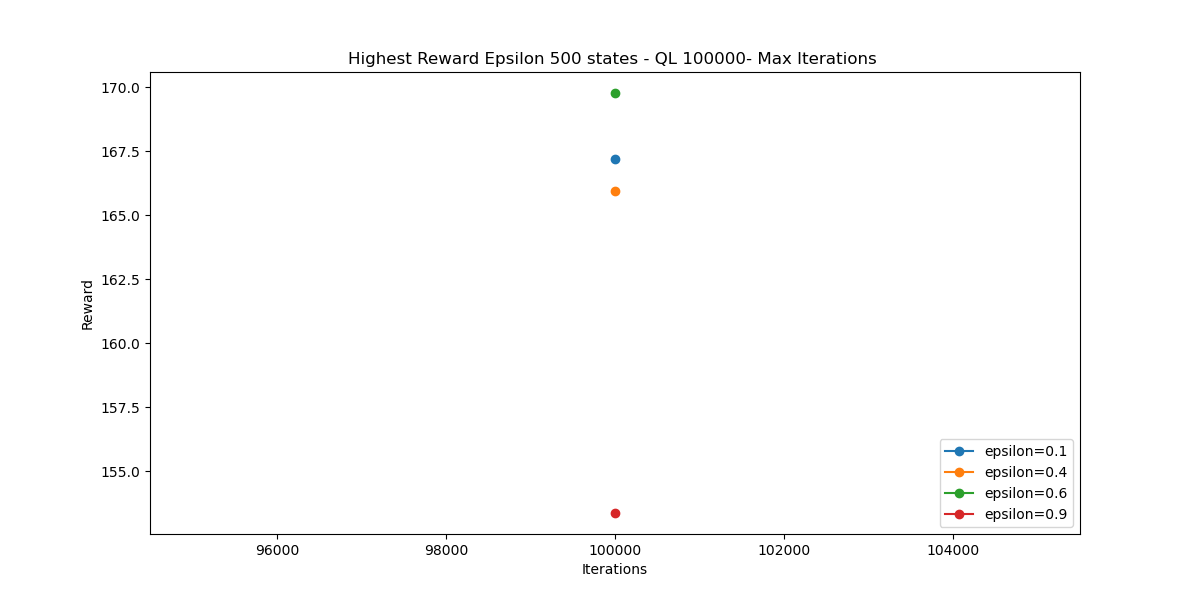 Highest Reward Epsilon 500 states - QL 100000- Max Iterations
170.0
167.5
165.0
162.5
160.0
157.5
155.0
Reward
epsilon=0.1
epsilon=0.4
epsilon=0.6
epsilon=0.9
96000 98000 100000 102000 104000
Iterations